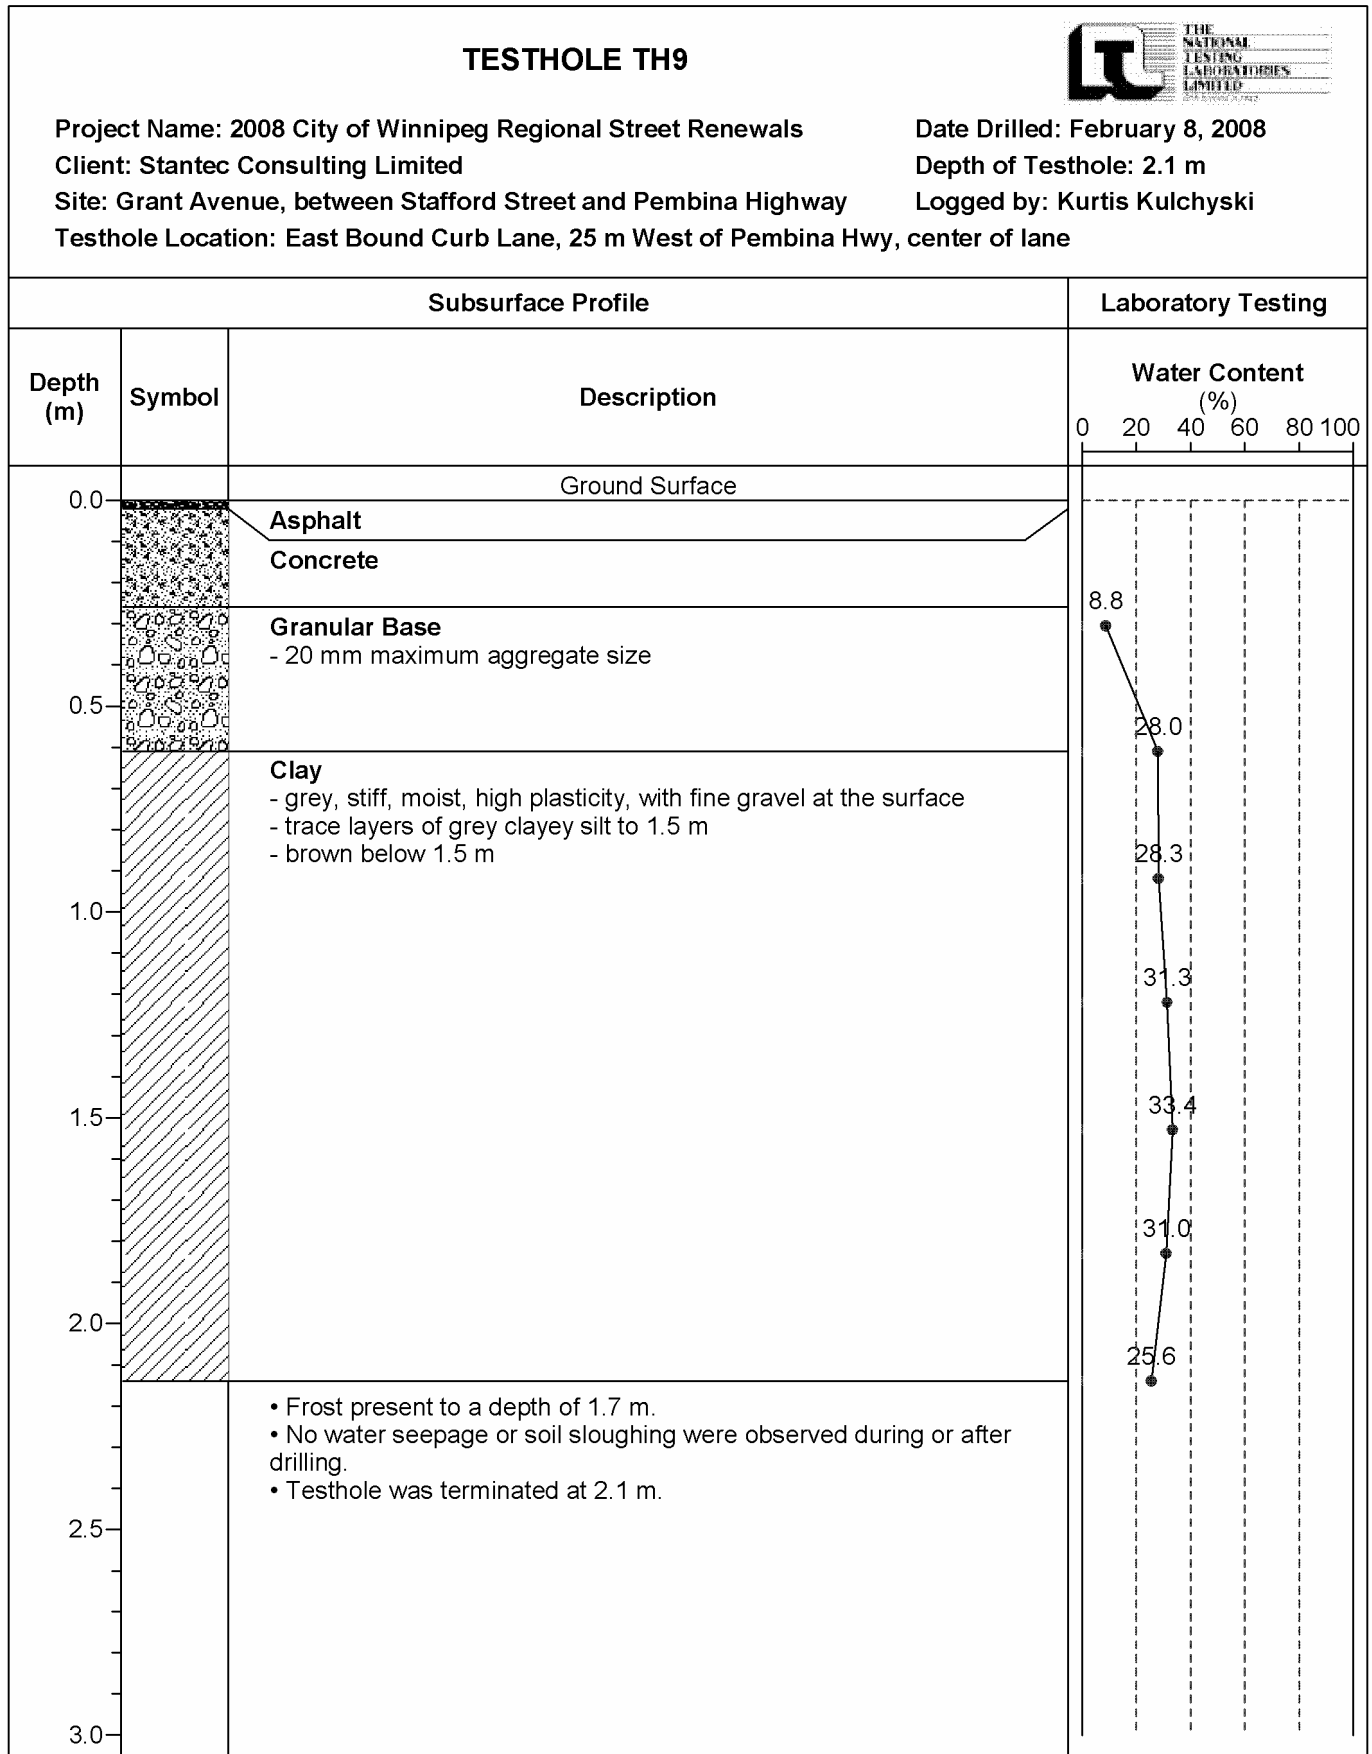 TESTHOLE TH9
THE
NATIONAL
TESTING
LABORATORIES
LIMITED
Project Name: 2008 City of Winnipeg Regional Street Renewals
Date Drilled: February 8, 2008
Client: Stantec Consulting Limited
Depth of Testhole: 2.1 m
Site: Grant Avenue, between Stafford Street and Pembina Highway
Logged by: Kurtis Kulchyski
Testhole Location: East Bound Curb Lane, 25 m West of Pembina Hwy, center of lane
Subsurface Profile
Laboratory Testing
Depth
(m)
Symbol
Description
Water Content
(%)
0 20 40 60 80 100
Ground Surface
0.0
Asphalt
Concrete
8.8
Granular Base
- 20 mm maximum aggregate size
0.5
28.0
Clay
- grey, stiff, moist, high plasticity, with fine gravel at the surface
- trace layers of grey clayey silt to 1.5 m
- brown below 1.5 m
28.3
1.0
31.3
33.4
1.5
31.0
2.0
25.6
• Frost present to a depth of 1.7 m.
• No water seepage or soil sloughing were observed during or after
drilling.
• Testhole was terminated at 2.1 m.
2.5
3.0